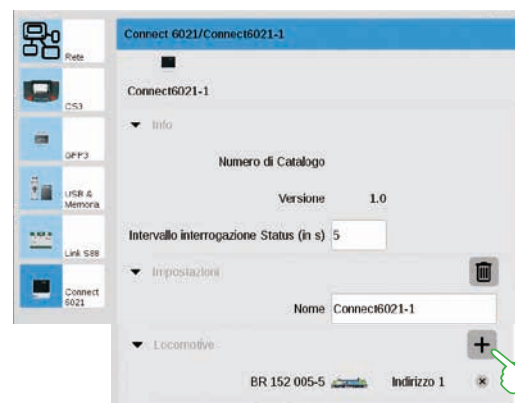 Rete
CS3
GFP3
USB &
Memoria
Link S88
Connect
6021
Connect 6021/Connect6021-1
Connect6021-1
Info
Numero di Catalogo
Versione 1.0
Intervallo interrogazione Status (in s) 5
Impostazioni
Nome Connect6021-1
Locomotive
BR 152 005-5 Indirizzo 1